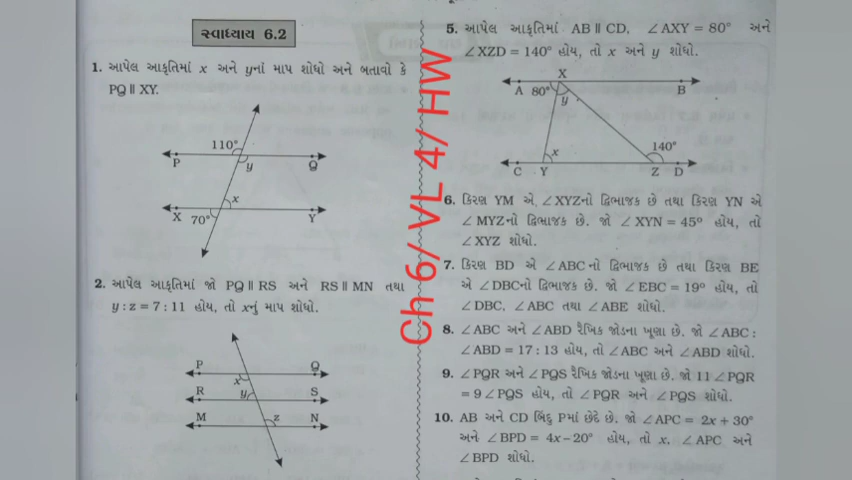 સ્વાધ્યાય 6.2
1. આપેલ આકૃતિમાં x અને yનાં માપ શોધો અને બતાવો કે
PQ || XY.
110°
P
y
Q
x
X
70°
Y
2. આપેલ આકૃતિમાં જો PQ || RS અને RS || MN તથા
y : z = 7 : 11 હોય, તો xનું માપ શોધો.
P
Q
x
R
y
S
M
z
N
Ch 6/ VL 4/ HW
5. આપેલ આકૃતિમાં AB || CD, ∠AXY = 80° અને
∠XZD = 140° હોય, તો x અને y શોધો.
X
A
80°
y
B
140°
x
C
Y
Z
D
6. કિરણ YM એ ∠XYZનો દ્વિભાજક છે તથા કિરણ YN એ
∠MYZનો દ્વિભાજક છે. જો ∠XYN = 45° હોય, તો
∠XYZ શોધો.
7. કિરણ BD એ ∠ABCનો દ્વિભાજક છે તથા કિરણ BE
એ ∠DBCનો દ્વિભાજક છે. જો ∠EBC = 19° હોય, તો
∠DBC, ∠ABC તથા ∠ABE શોધો.
8. ∠ABC અને ∠ABD રૈખિક જોડના ખૂણા છે. જો ∠ABC :
∠ABD = 17 : 13 હોય, તો ∠ABC અને ∠ABD શોધો.
9. ∠PQR અને ∠PQS રૈખિક જોડના ખૂણા છે. જો 11 ∠PQR
= 9 ∠PQS હોય, તો ∠PQR અને ∠PQS શોધો.
10. AB અને CD બિંદુ Pમાં છેદે છે. જો ∠APC = 2x + 30°
અને ∠BPD = 4x – 20° હોય, તો x, ∠APC અને
∠BPD શોધો.